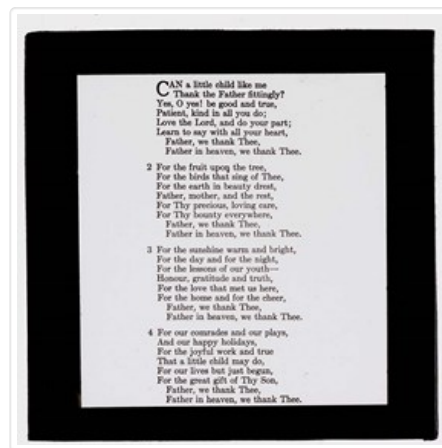 CAN a little child like me
Thank the Father fittingly?
Yes, O yes! be good and true,
Patient, kind in all you do;
Love the Lord, and do your part;
Learn to say with all your heart,
Father, we thank Thee,
Father in heaven, we thank Thee.
2 For the fruit upon the tree,
For the birds that sing of Thee,
For the earth in beauty drest,
Father, mother, and the rest,
For Thy precious, loving care,
For Thy bounty everywhere,
Father, we thank Thee,
Father in heaven, we thank Thee.
3 For the sunshine warm and bright,
For the day and for the night,
For the lessons of our youth—
Honour, gratitude and truth,
For the love that met us here,
For the home and for the cheer,
Father, we thank Thee,
Father in heaven, we thank Thee.
4 For our comrades and our plays,
And our happy holidays,
For the joyful work and true
That a little child may do,
For our lives but just begun,
For the great gift of Thy Son,
Father, we thank Thee,
Father in heaven, we thank Thee.